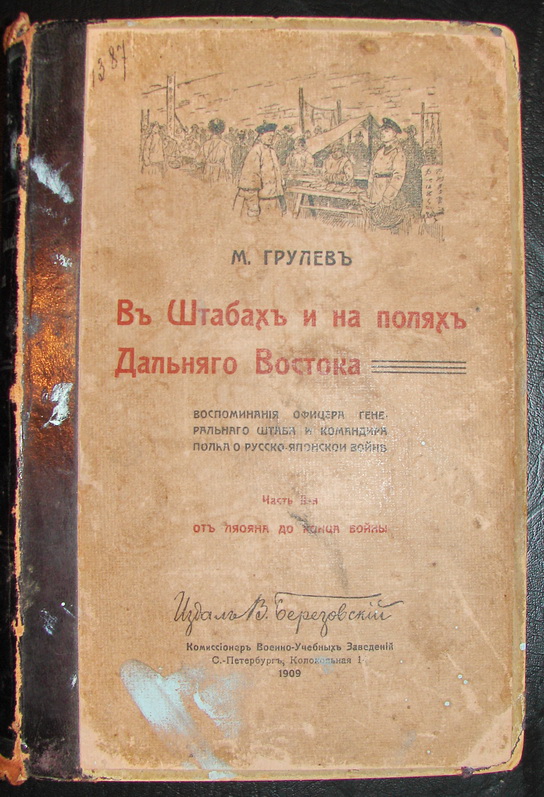 1387
М. ГРУЛЕВЪ
Въ Штабахъ и на поляхъ
Дальняго Востока
ВОСПОМИНАНІЯ ОФИЦЕРА ГЕНЕ-
РАЛЬНАГО ШТАБА И КОМАНДИРА
ПОЛКА О РУССКО-ЯПОНСКОЙ ВОЙНѢ
Часть II-я
ОТЪ ЛЯОЯНА ДО КОНЦА ВОЙНЫ
Издалъ В. Березовскій
Комиссіонеръ Военно-Учебныхъ Заведеній
С.-Петербургъ, Колокольная 1
1909